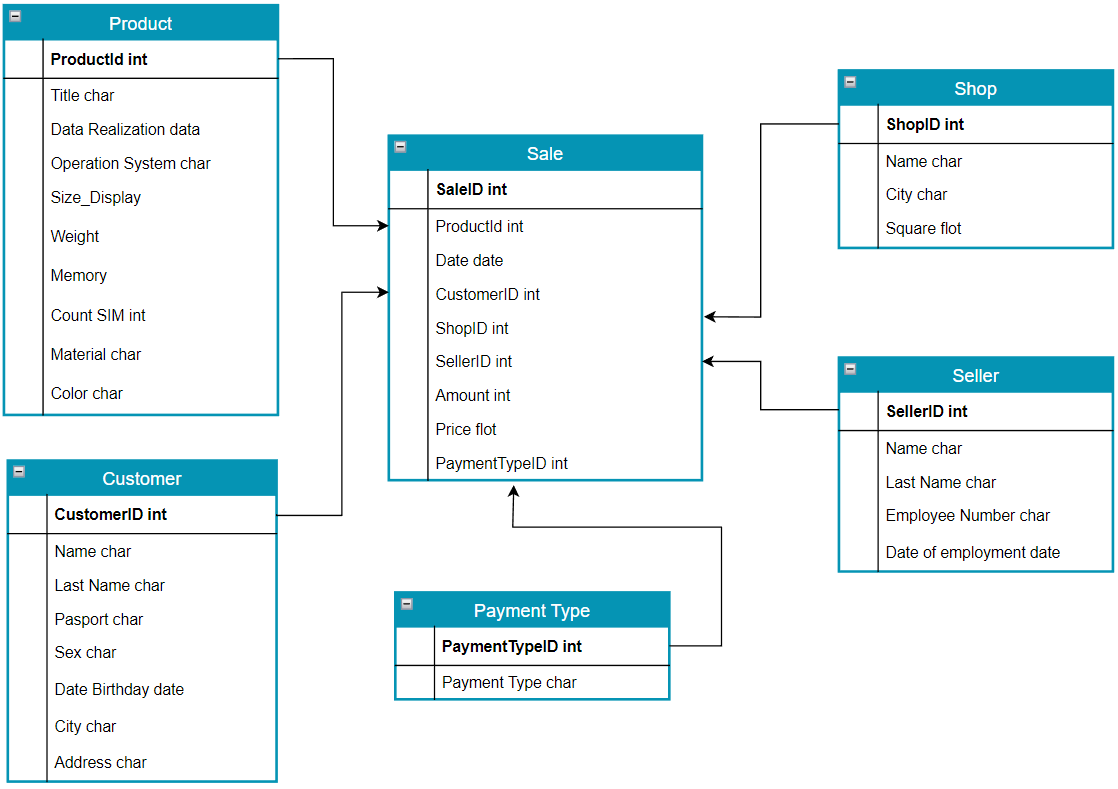 Product
ProductId int
Title char
Data Realization data
Operation System char
Size_Display
Weight
Memory
Count SIM int
Material char
Color char
Sale
SaleID int
ProductId int
Date date
CustomerID int
ShopID int
SellerID int
Amount int
Price flot
PaymentTypeID int
Shop
ShopID int
Name char
City char
Square flot
Seller
SellerID int
Name char
Last Name char
Employee Number char
Date of employment date
Customer
CustomerID int
Name char
Last Name char
Pasport char
Sex char
Date Birthday date
City char
Address char
Payment Type
PaymentTypeID int
Payment Type char